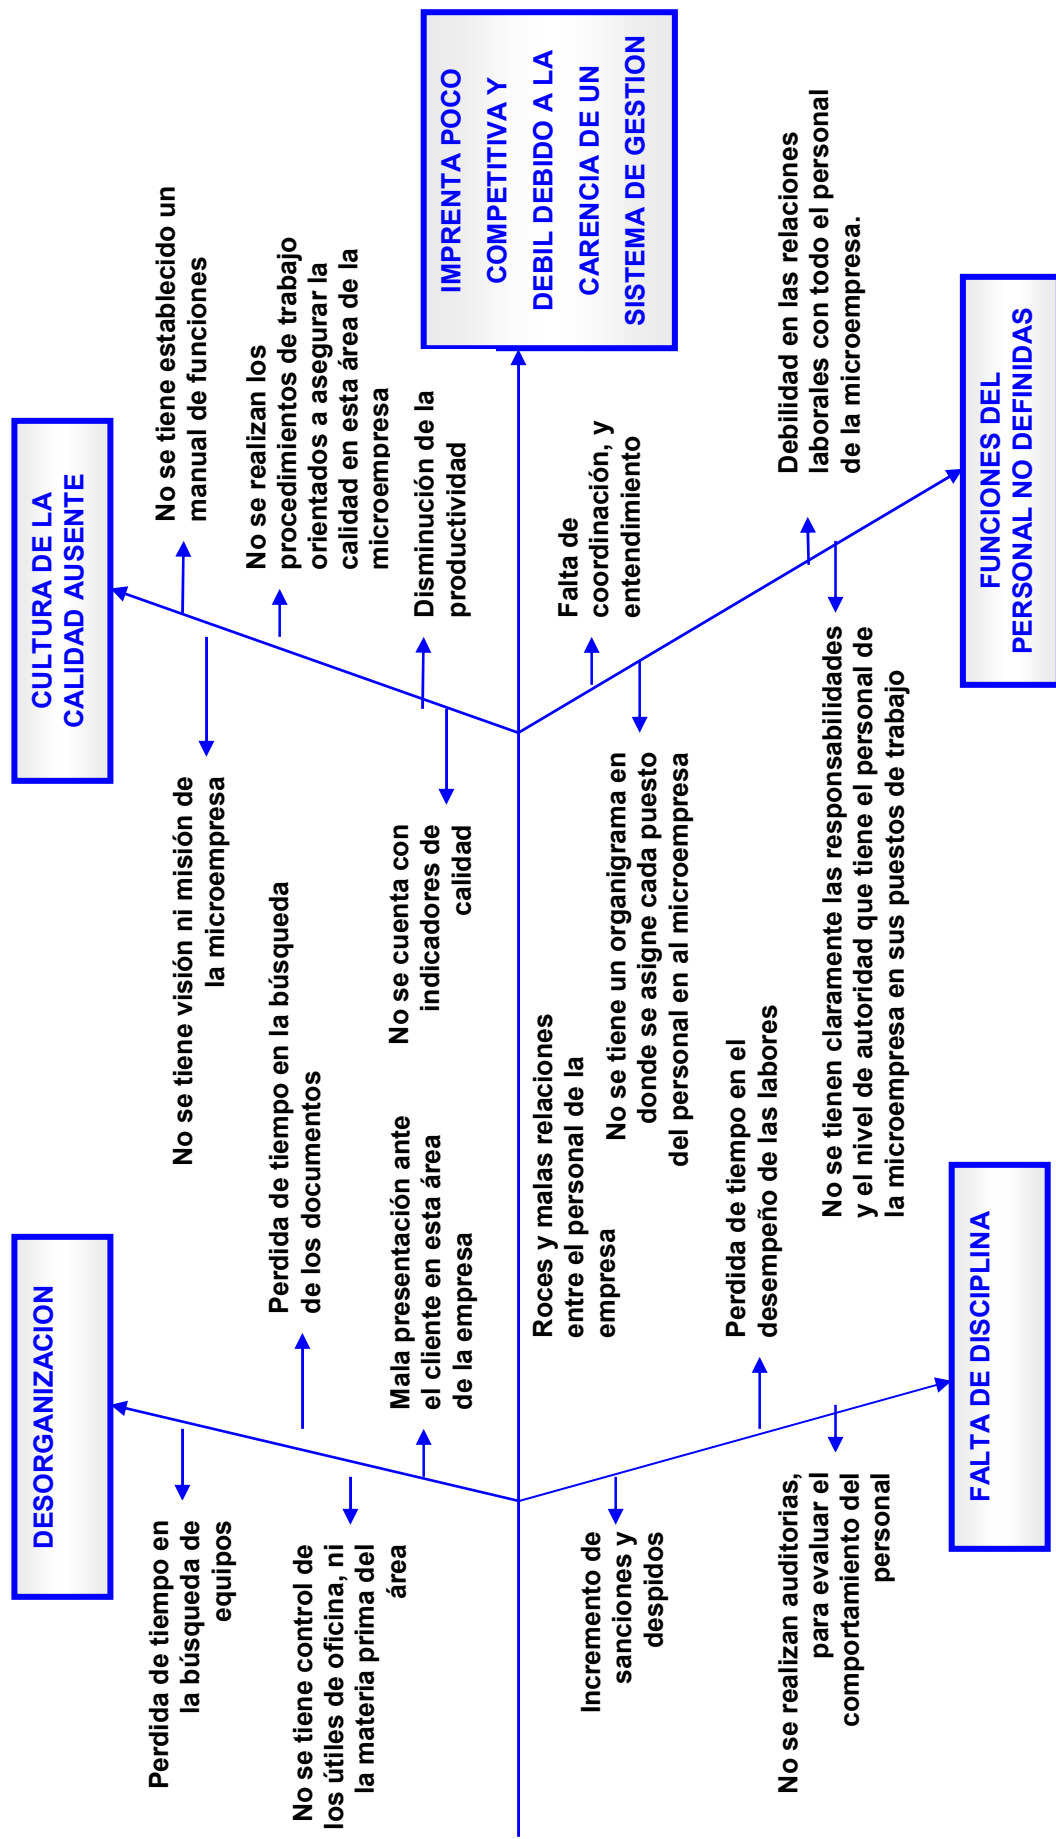 DESORGANIZACION
CULTURA DE LA
CALIDAD AUSENTE
Perdida de tiempo en
la búsqueda de
equipos
No se tiene visión ni misión de
la microempresa
No se tiene establecido un
manual de funciones
Perdida de tiempo en la búsqueda
de los documentos
No se realizan los
procedimientos de trabajo
orientados a asegurar la
calidad en esta área de la
microempresa
No se tiene control de
los útiles de oficina, ni
la materia prima del
área
Mala presentación ante
el cliente en esta área
de la empresa
No se cuenta con
indicadores de
calidad
Disminución de la
productividad
IMPRENTA POCO
COMPETITIVA Y
DEBIL DEBIDO A LA
CARENCIA DE UN
SISTEMA DE GESTION
Roces y malas relaciones
entre el personal de la
empresa
Falta de
coordinación, y
entendimiento
Incremento de
sanciones y
despidos
No se tiene un organigrama en
donde se asigne cada puesto
del personal en al microempresa
Perdida de tiempo en el
desempeño de las labores
Debilidad en las relaciones
laborales con todo el personal
de la microempresa.
No se realizan auditorias,
para evaluar el
comportamiento del
personal
No se tienen claramente las responsabilidades
y el nivel de autoridad que tiene el personal de
la microempresa en sus puestos de trabajo
FALTA DE DISCIPLINA
FUNCIONES DEL
PERSONAL NO DEFINIDAS